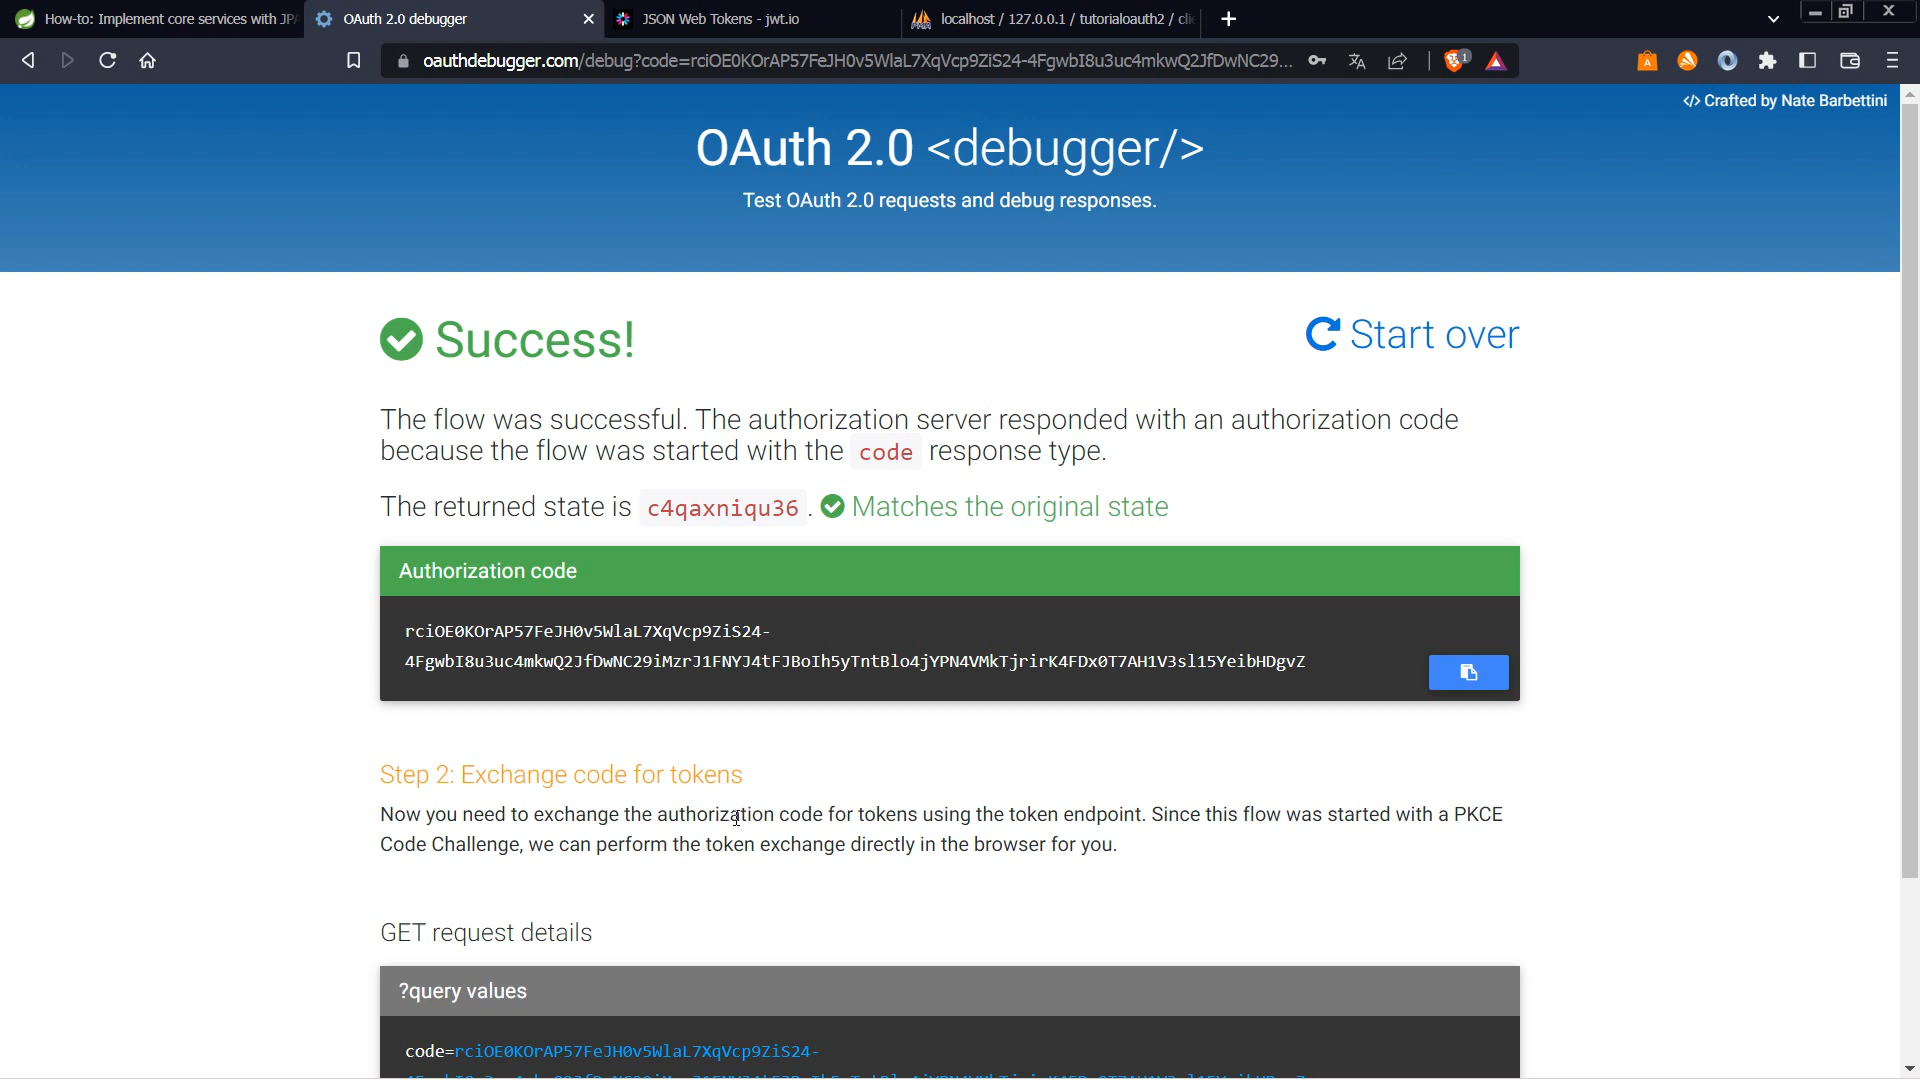 How-to: Implement core services with JPA
OAuth 2.0 debugger
JSON Web Tokens - jwt.io
localhost / 127.0.0.1 / tutorialoauth2 / cli
oauthdebugger.com/debug?code=rciOE0KOrAP57FeJH0v5WlaL7XqVcp9ZiS24-4FgwbI8u3uc4mkwQ2JfDwNC29...
1
</> Crafted by Nate Barbettini
OAuth 2.0 <debugger/>
Test OAuth 2.0 requests and debug responses.
Success!
Start over
The flow was successful. The authorization server responded with an authorization code
because the flow was started with the code response type.
The returned state is c4qaxniqu36. Matches the original state
Authorization code
rciOE0KOrAP57FeJH0v5WlaL7XqVcp9ZiS24-
4FgwbI8u3uc4mkwQ2JfDwNC29iMzrJ1FNYJ4tFJBoIh5yTntBlo4jYPN4VMkTjrirK4FDx0T7AH1V3sl15YeibHDgvZ
Step 2: Exchange code for tokens
Now you need to exchange the authorization code for tokens using the token endpoint. Since this flow was started with a PKCE
Code Challenge, we can perform the token exchange directly in the browser for you.
GET request details
?query values
code=rciOE0KOrAP57FeJH0v5WlaL7XqVcp9ZiS24-